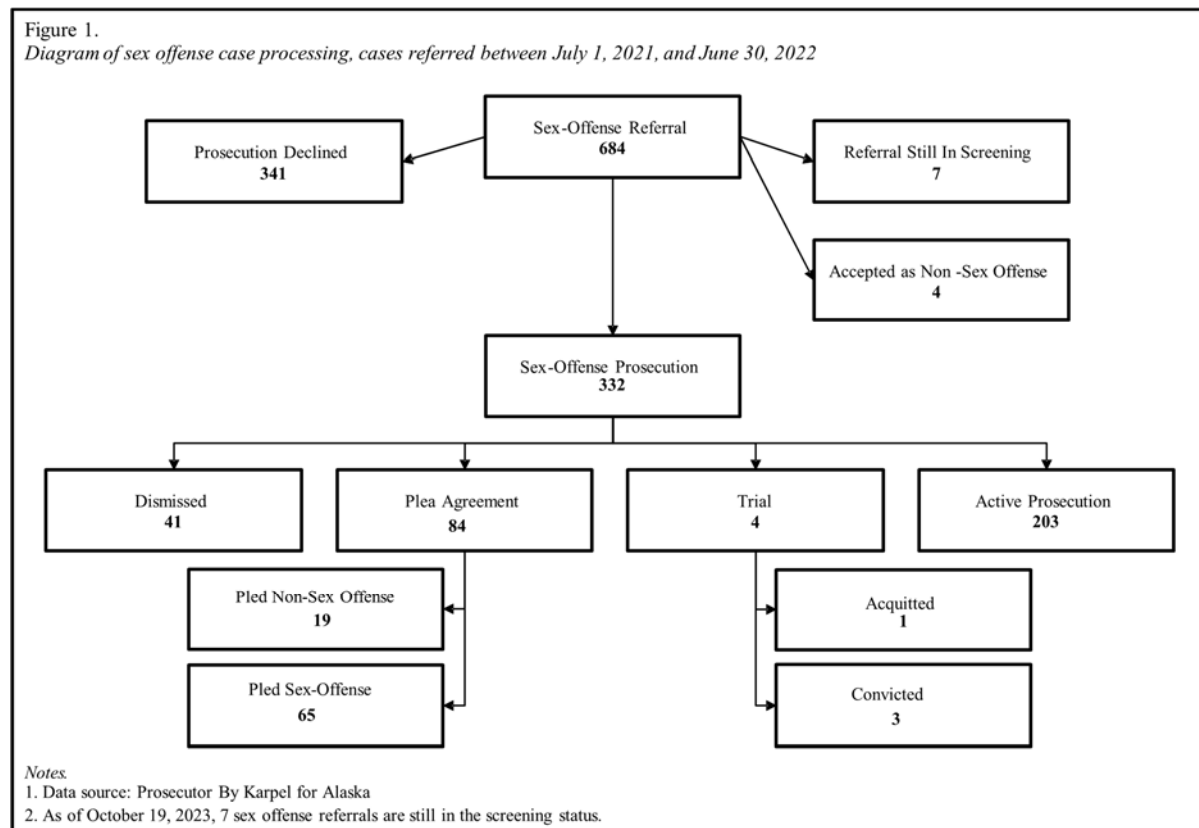 Figure 1.
Diagram of sex offense case processing, cases referred between July 1, 2021, and June 30, 2022
Sex-Offense Referral
684
Prosecution Declined
341
Referral Still In Screening
7
Accepted as Non -Sex Offense
4
Sex-Offense Prosecution
332
Dismissed
41
Plea Agreement
84
Trial
4
Active Prosecution
203
Pled Non-Sex Offense
19
Pled Sex-Offense
65
Acquitted
1
Convicted
3
Notes.
1. Data source: Prosecutor By Karpel for Alaska
2. As of October 19, 2023, 7 sex offense referrals are still in the screening status.